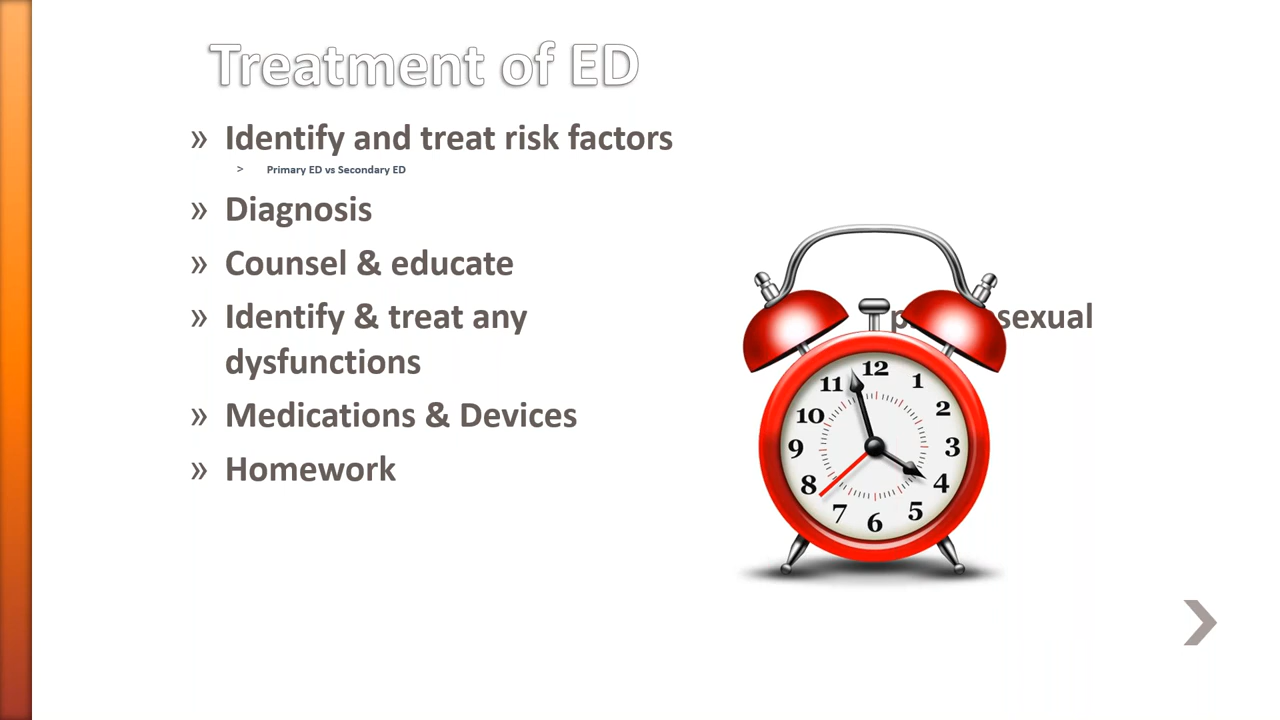 Treatment of ED
» Identify and treat risk factors
> Primary ED vs Secondary ED
» Diagnosis
» Counsel & educate
» Identify & treat any sexual
dysfunctions
» Medications & Devices
» Homework
11 12 1
10 2
9 3
8 4
7 6 5